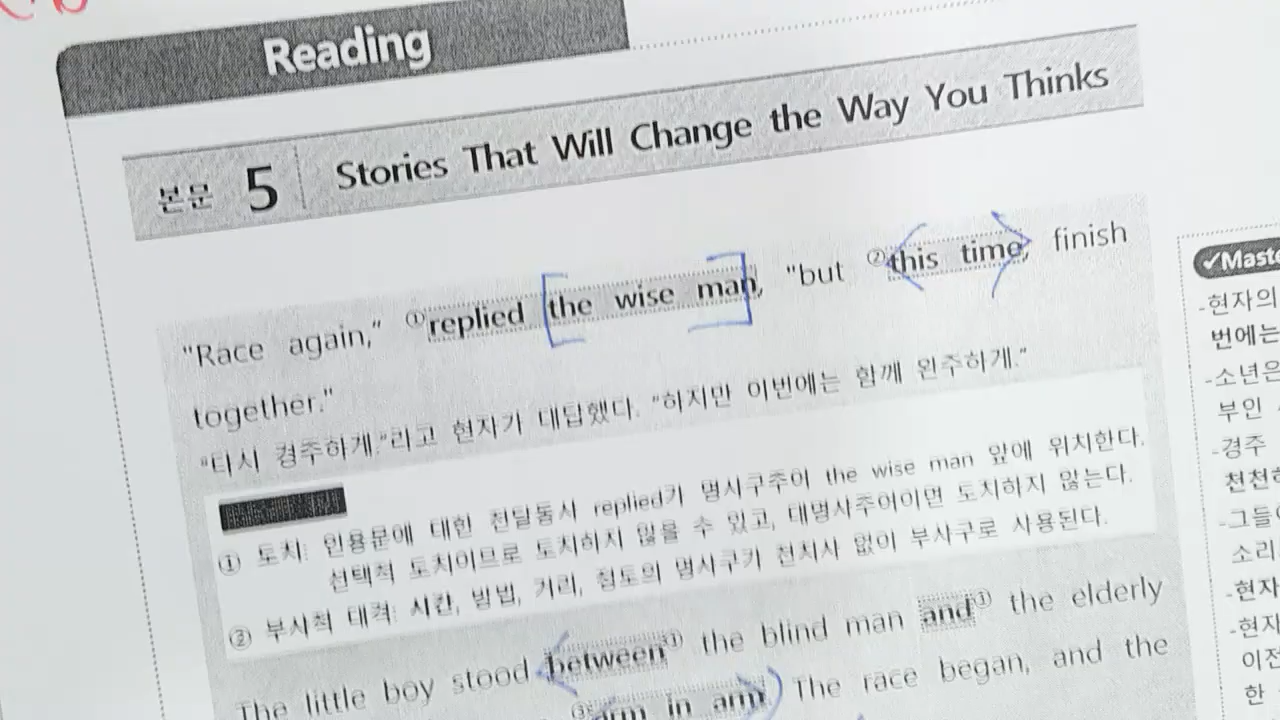 Reading
본문 5 Stories That Will Change the Way You Thinks
"Race again," ①replied the wise man, "but ②this time, finish
together."
"다시 경주하게."라고 현자가 대답했다. "하지만 이번에는 함께 완주하게."
① 도치: 인용문에 대한 전달동사 replied가 명사구주어 the wise man 앞에 위치한다.
선택적 도치이므로 도치하지 않을 수 있고, 대명사주어이면 도치하지 않는다.
② 부사적 대격: 시간, 방법, 거리, 정도의 명사구가 전치사 없이 부사구로 사용된다.
The little boy stood between① the blind man and① the elderly
③arm in arm. The race began, and the
✓Maste
-현자의
번에는
-소년은
부인
-경주
천천히
-그들
소리
-현자
-현자
이전
한